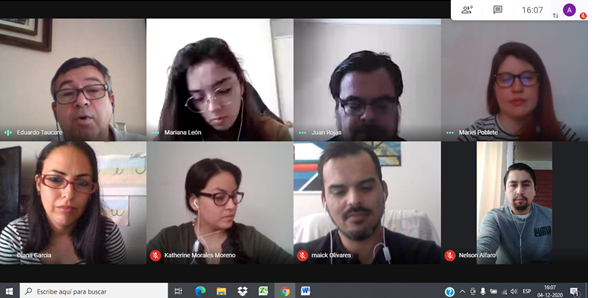 16:07
A
Eduardo Taucare
Mariana León
Juan Rojas
Mariel Poblete
Diana Garcia
Katherine Morales Moreno
maick Olivares
Nelson Alfaro
Escribe aquí para buscar
ESP
16:07
04-12-2020